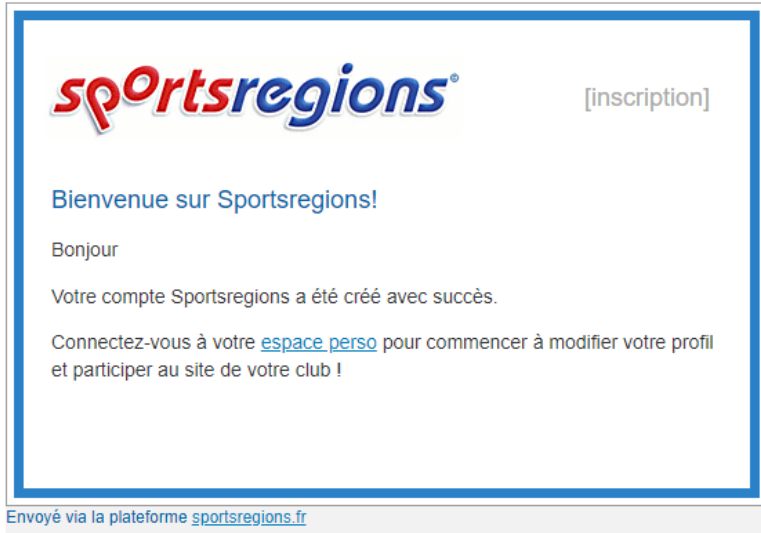 sportsregions®
[inscription]
Bienvenue sur Sportsregions!
Bonjour
Votre compte Sportsregions a été créé avec succès.
Connectez-vous à votre espace perso pour commencer à modifier votre profil
et participer au site de votre club !
Envoyé via la plateforme sportsregions.fr